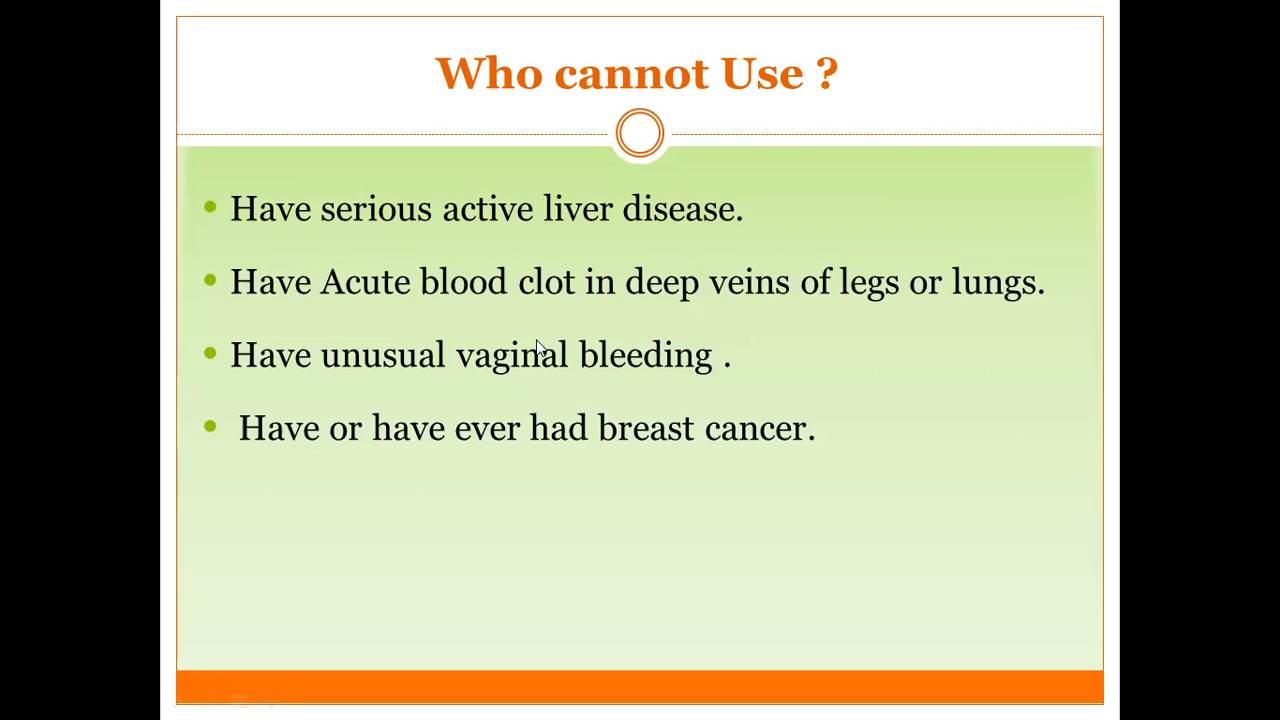 Who cannot Use ?
• Have serious active liver disease.
• Have Acute blood clot in deep veins of legs or lungs.
• Have unusual vaginal bleeding .
• Have or have ever had breast cancer.